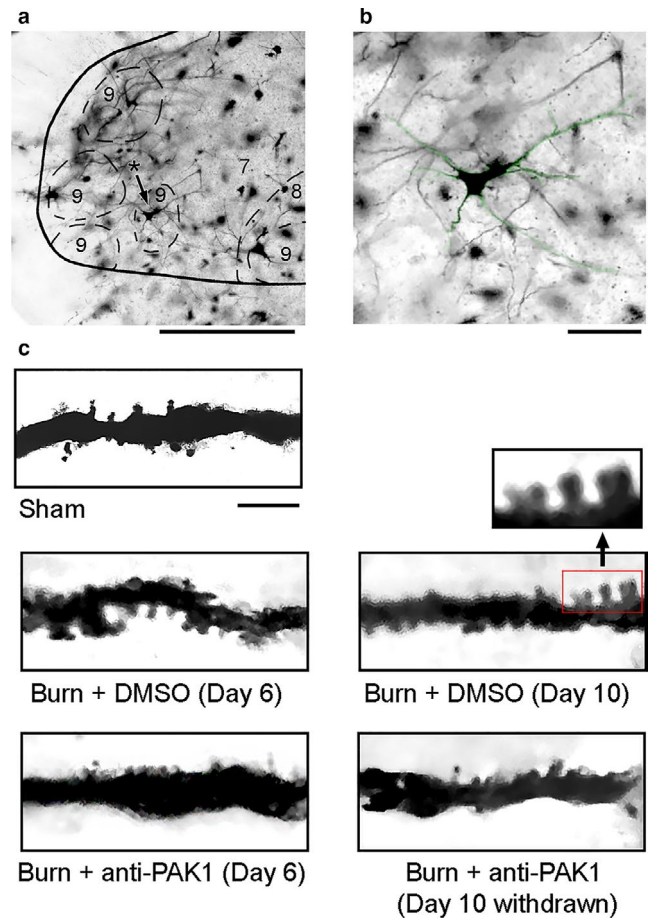 a
b
9
*
7
9
8
9
9
9
c
Sham
Burn + DMSO (Day 6)
Burn + DMSO (Day 10)
Burn + anti-PAK1 (Day 6)
Burn + anti-PAK1
(Day 10 withdrawn)